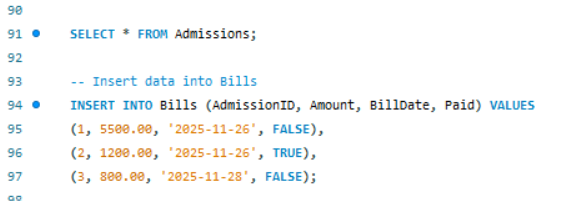 90
91 SELECT * FROM Admissions;
92
93 -- Insert data into Bills
94 INSERT INTO Bills (AdmissionID, Amount, BillDate, Paid) VALUES
95 (1, 5500.00, '2025-11-26', FALSE),
96 (2, 1200.00, '2025-11-26', TRUE),
97 (3, 800.00, '2025-11-28', FALSE);
98